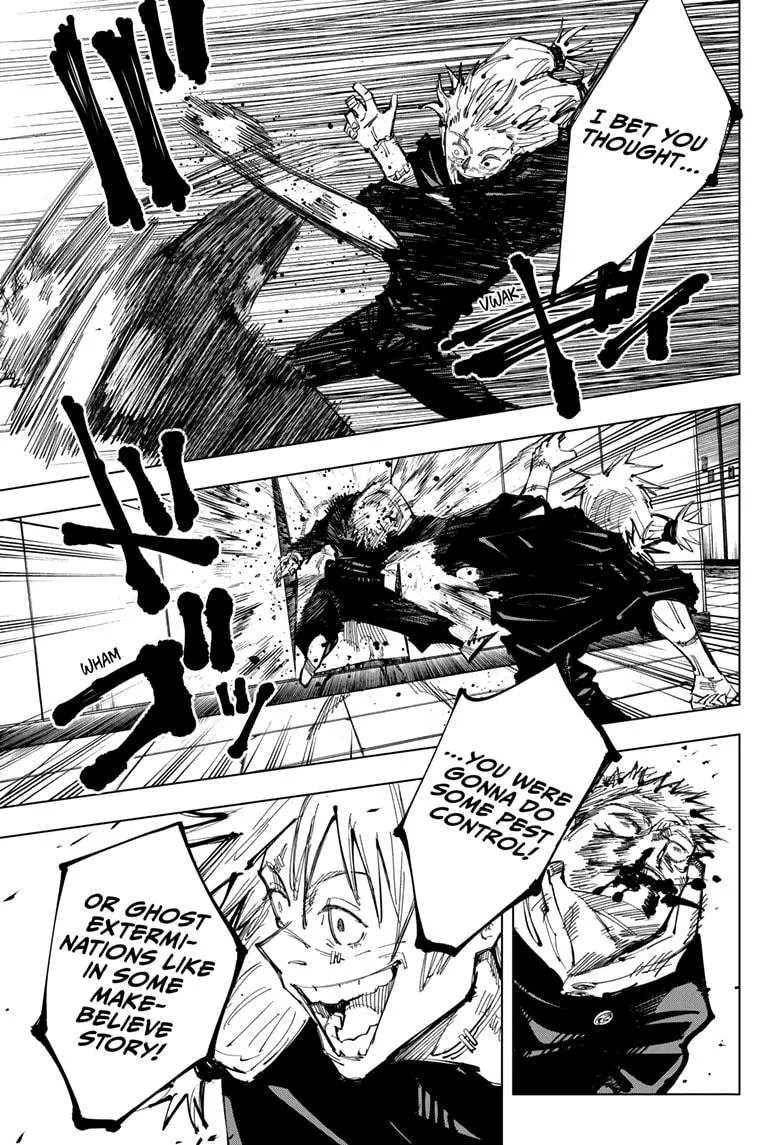 I BET YOU
THOUGHT...
VWAK
WHAM
...YOU WERE
GONNA DO
SOME PEST
CONTROL!
OR GHOST
EXTERMI-
NATIONS LIKE
IN SOME
MAKE-
BELIEVE
STORY!